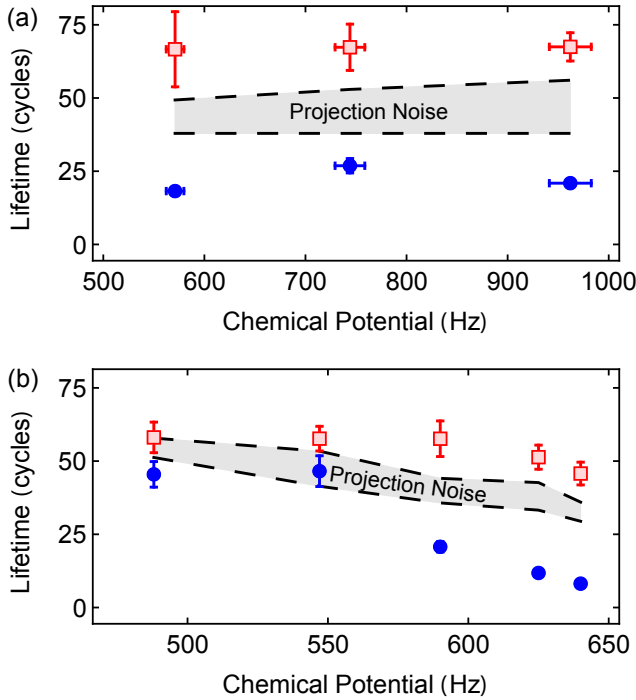 (a)
75
50
25
0
Lifetime (cycles)
Projection Noise
500 600 700 800 900 1000
Chemical Potential (Hz)
(b)
75
50
25
0
Lifetime (cycles)
Projection Noise
500 550 600 650
Chemical Potential (Hz)